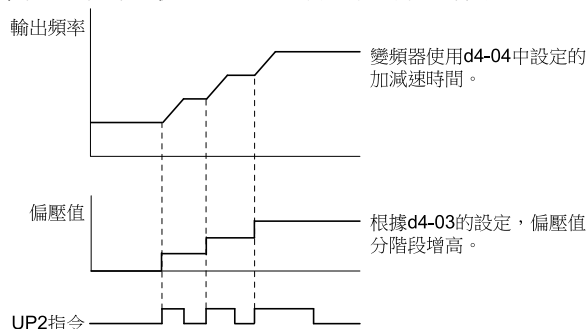 輸出頻率
變頻器使用d4-04中設定的
加減速時間。
偏壓值
根據d4-03的設定，偏壓值
分階段增高。
UP2指令